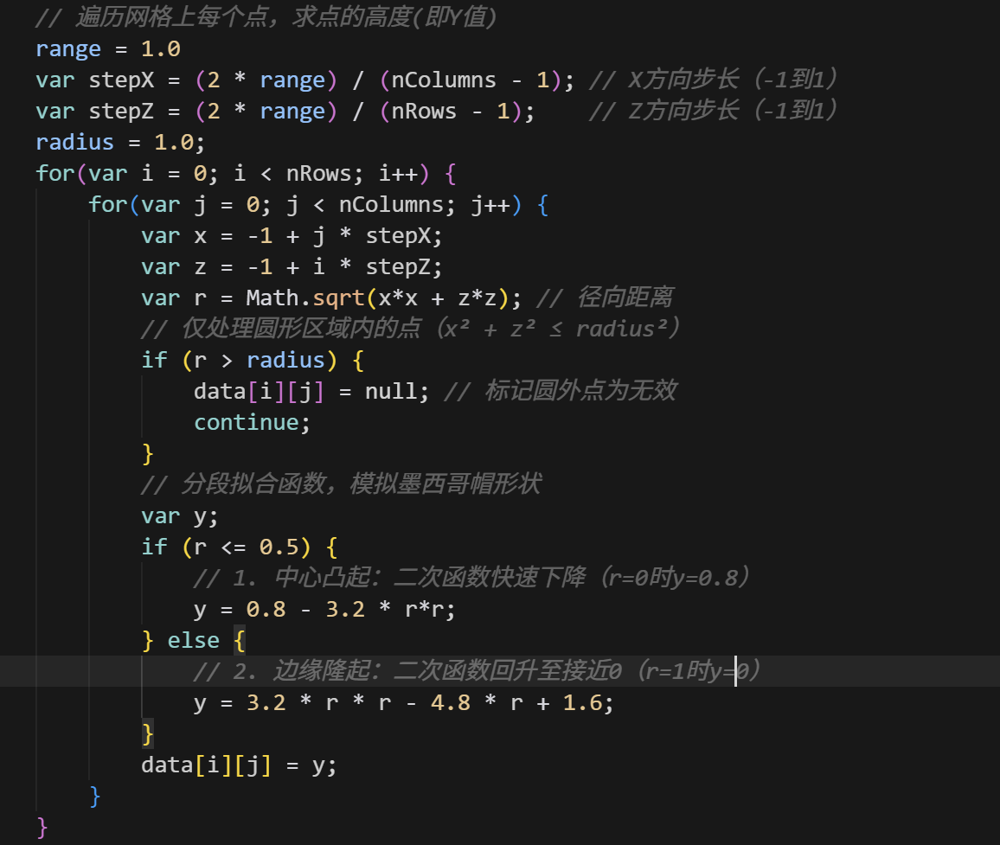 // 遍历网格上每个点，求点的高度(即Y值)
range = 1.0
var stepX = (2 * range) / (nColumns - 1); // X方向步长（-1到1）
var stepZ = (2 * range) / (nRows - 1);    // Z方向步长（-1到1）
radius = 1.0;
for(var i = 0; i < nRows; i++) {
    for(var j = 0; j < nColumns; j++) {
        var x = -1 + j * stepX;
        var z = -1 + i * stepZ;
        var r = Math.sqrt(x*x + z*z); // 径向距离
        // 仅处理圆形区域内的点（x² + z² ≤ radius²）
        if (r > radius) {
            data[i][j] = null; // 标记圆外点为无效
            continue;
        }
        // 分段拟合函数，模拟墨西哥帽形状
        var y;
        if (r <= 0.5) {
            // 1. 中心凸起：二次函数快速下降（r=0时y=0.8）
            y = 0.8 - 3.2 * r*r;
        } else {
            // 2. 边缘隆起：二次函数回升至接近0（r=1时y=0）
            y = 3.2 * r * r - 4.8 * r + 1.6;
        }
        data[i][j] = y;
    }
}